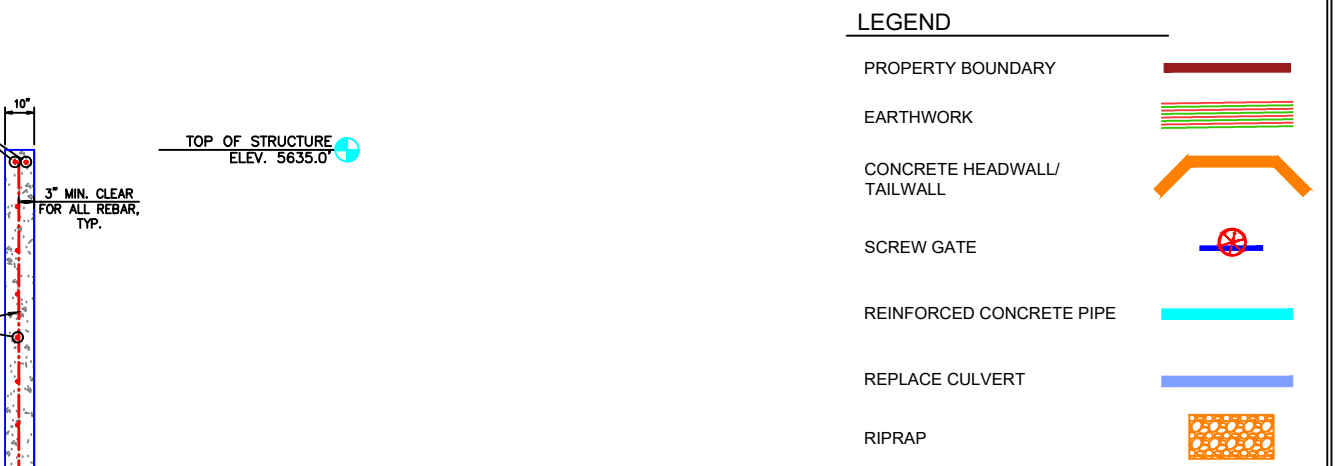 10"
TOP OF STRUCTURE
ELEV. 5635.0'
3" MIN. CLEAR
FOR ALL REBAR,
TYP.
LEGEND
PROPERTY BOUNDARY
EARTHWORK
CONCRETE HEADWALL/
TAILWALL
SCREW GATE
REINFORCED CONCRETE PIPE
REPLACE CULVERT
RIPRAP